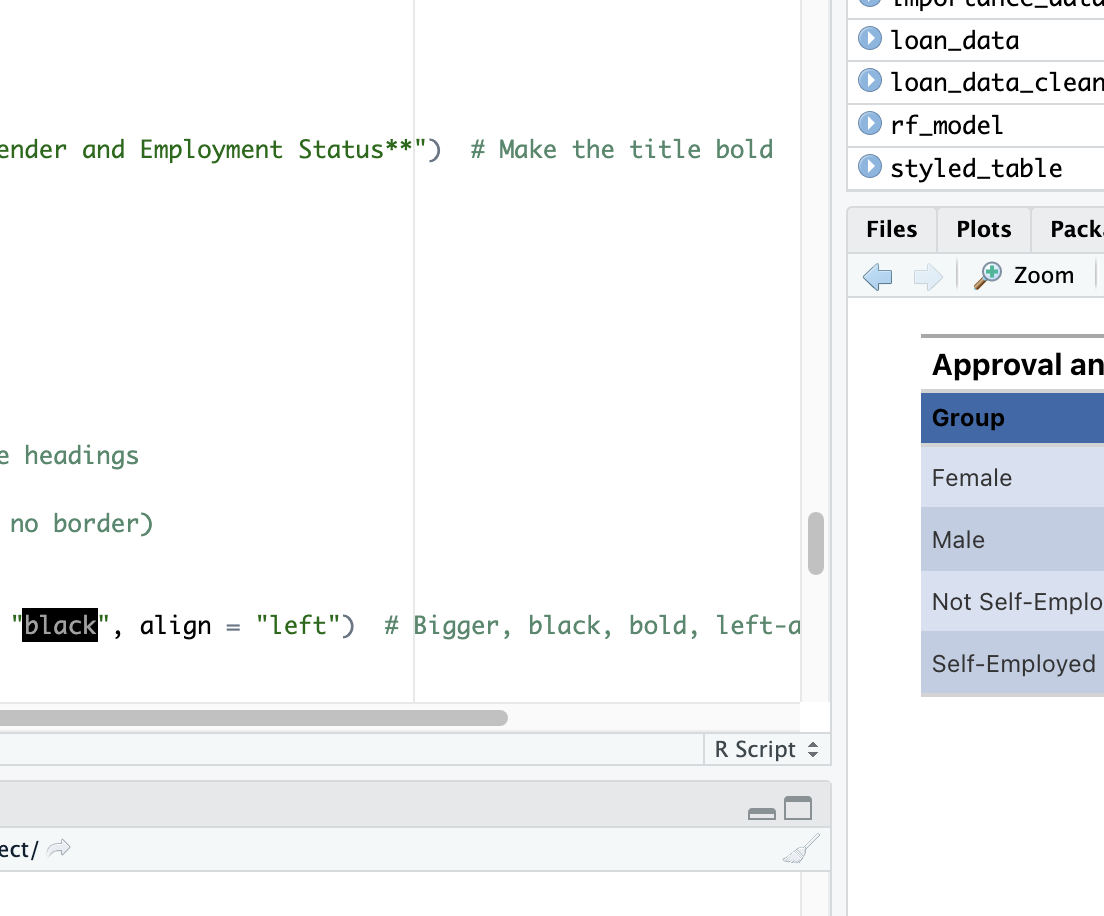 ender and Employment Status**")  # Make the title bold
e headings
no border)
"black", align = "left")  # Bigger, black, bold, left-a
R Script
ect/
importance_data
loan_data
loan_data_clean
rf_model
styled_table
Files Plots Pack
Zoom
Approval an
Group
Female
Male
Not Self-Emplo
Self-Employed